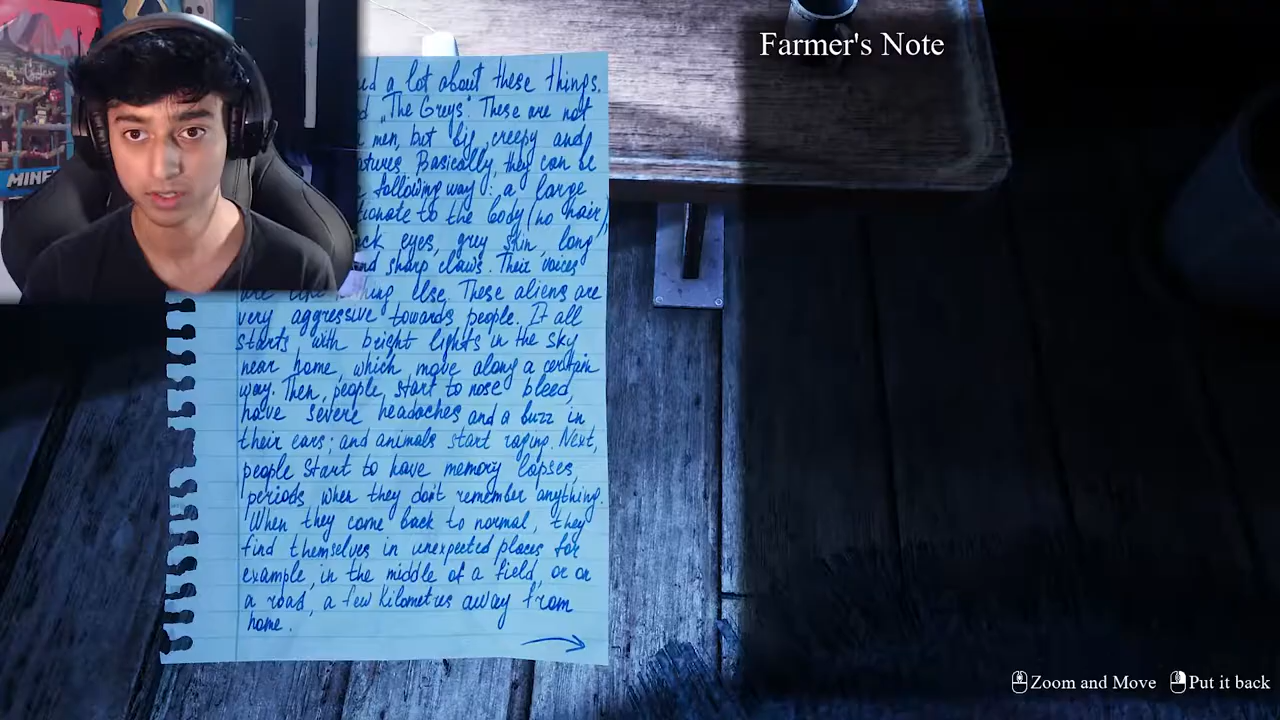 MINE
Farmer's Note
a lot about these things.
„The Greys". These are not
men, but big, creepy and
Basically, they can be
following way: a large
to the body (no hair),
eyes, grey skin, long
sharp claws. Their voices
are like nothing else. These aliens are
very aggressive towards people. It all
starts with bright lights in the sky
near home, which move along a certain
way. Then, people start to nose bleed,
have severe headaches and a buzz in
their ears; and animals start raging. Next,
people start to have memory lapses,
periods when they don't remember anything.
When they come back to normal, they
find themselves in unexpected places for
example, in the middle of a field, or on
a road, a few kilometres away from
home.
Zoom and Move
Put it back